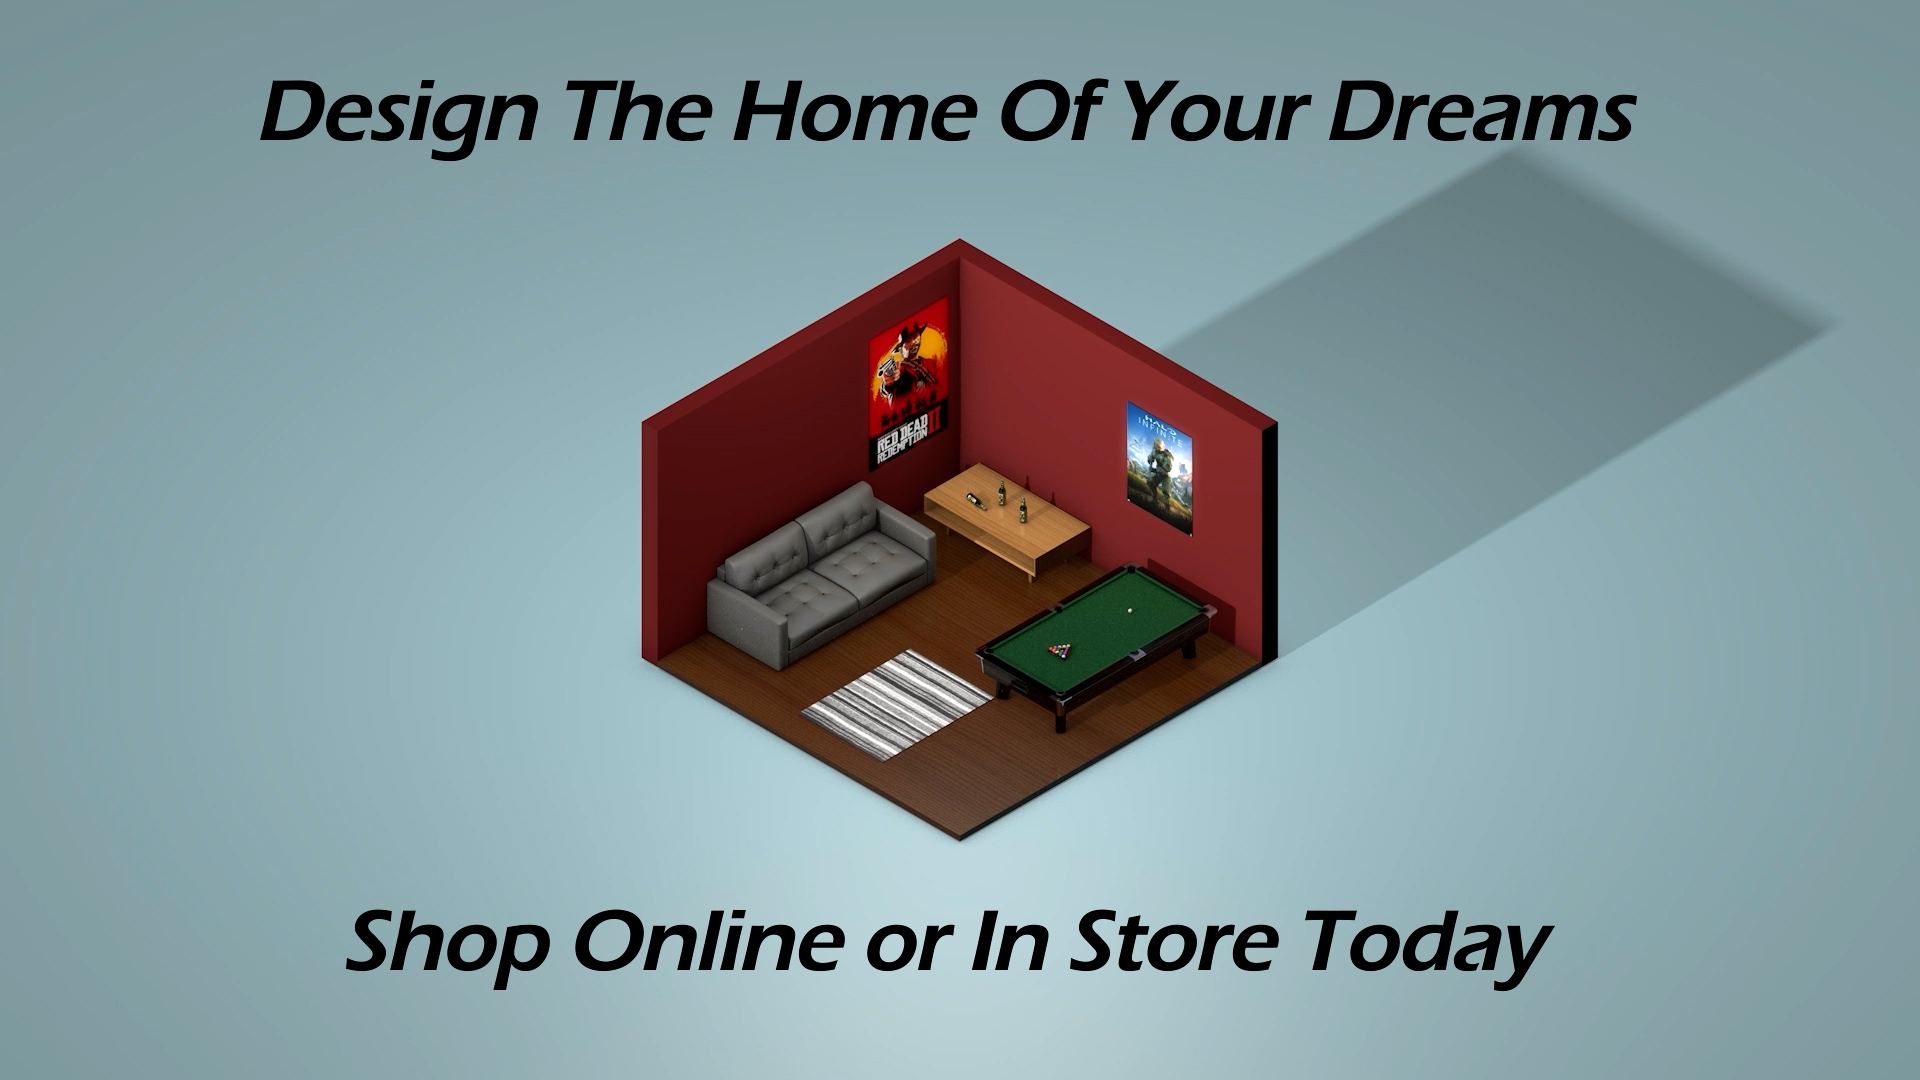 Design The Home Of Your Dreams
RED DEAD
REDEMPTION II
HALO
INFINITE
Shop Online or In Store Today